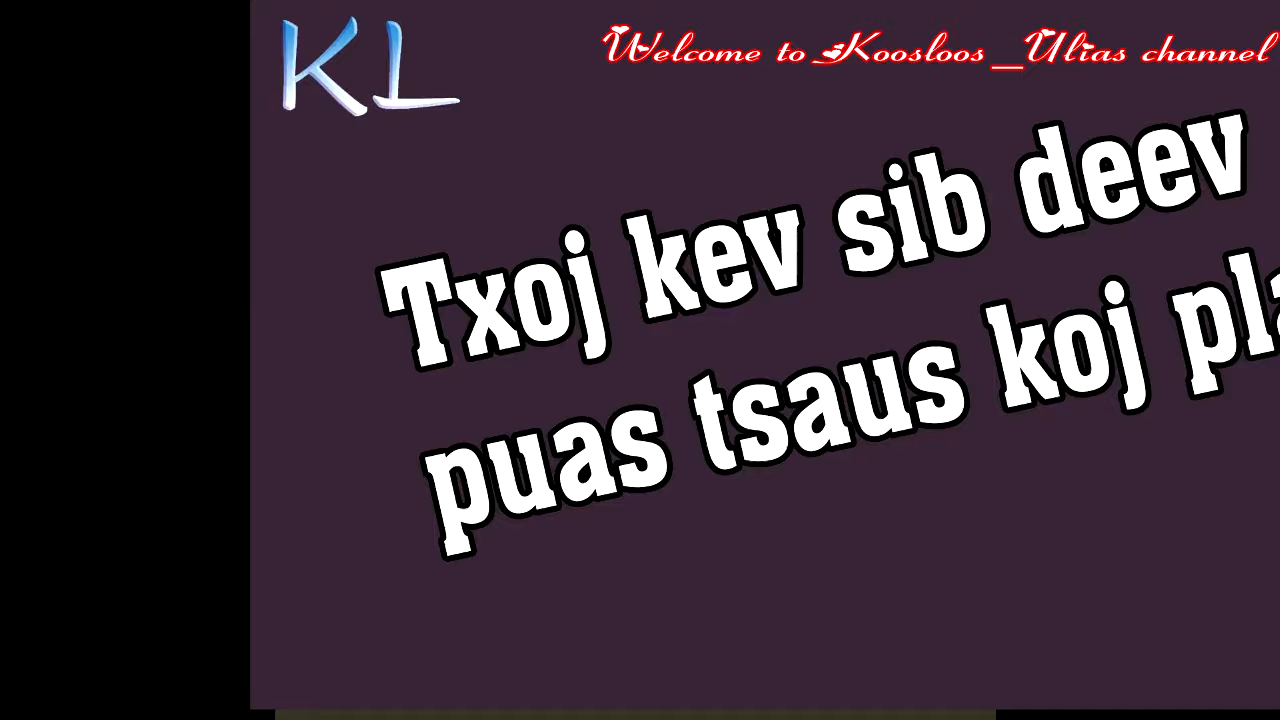 KL
Welcome to Koosloos_Ulias channel
Txoj kev sib deev
puas tsaus koj